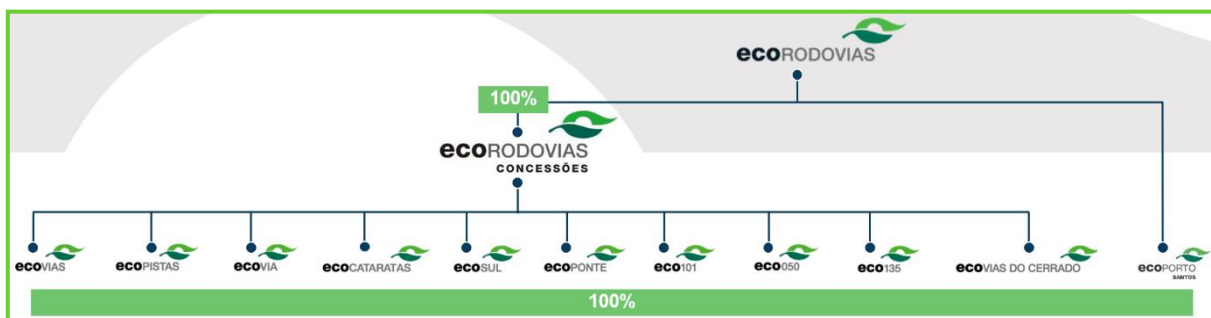 ecoRODOVIAS
100%
ecoRODOVIAS
CONCESSÕES
ecoVIAS ecoPISTAS ecoVIA ecoCATARATAS ecoSUL ecoPONTE eco101 eco050 eco135 ecoVIAS DO CERRADO ecoPORTO
SANTOS
100%